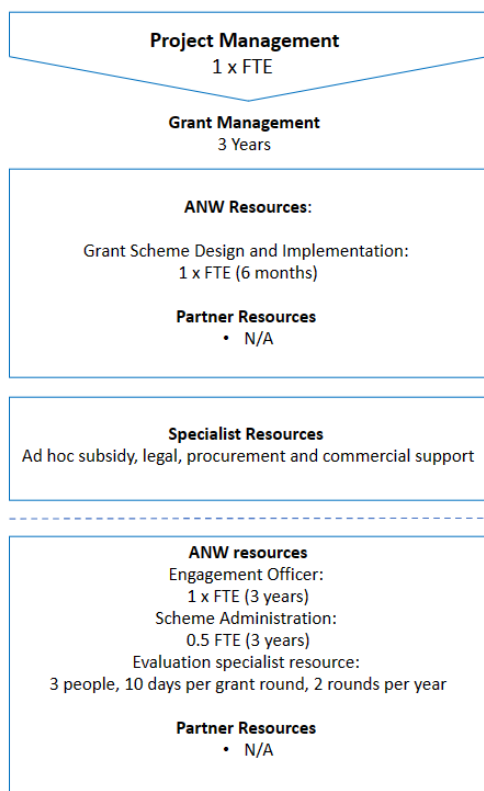 Project Management
1 x FTE
Grant Management
3 Years
ANW Resources:
Grant Scheme Design and Implementation:
1 x FTE (6 months)
Partner Resources
• N/A
Specialist Resources
Ad hoc subsidy, legal, procurement and commercial support
ANW resources
Engagement Officer:
1 x FTE (3 years)
Scheme Administration:
0.5 FTE (3 years)
Evaluation specialist resource:
3 people, 10 days per grant round, 2 rounds per year
Partner Resources
• N/A